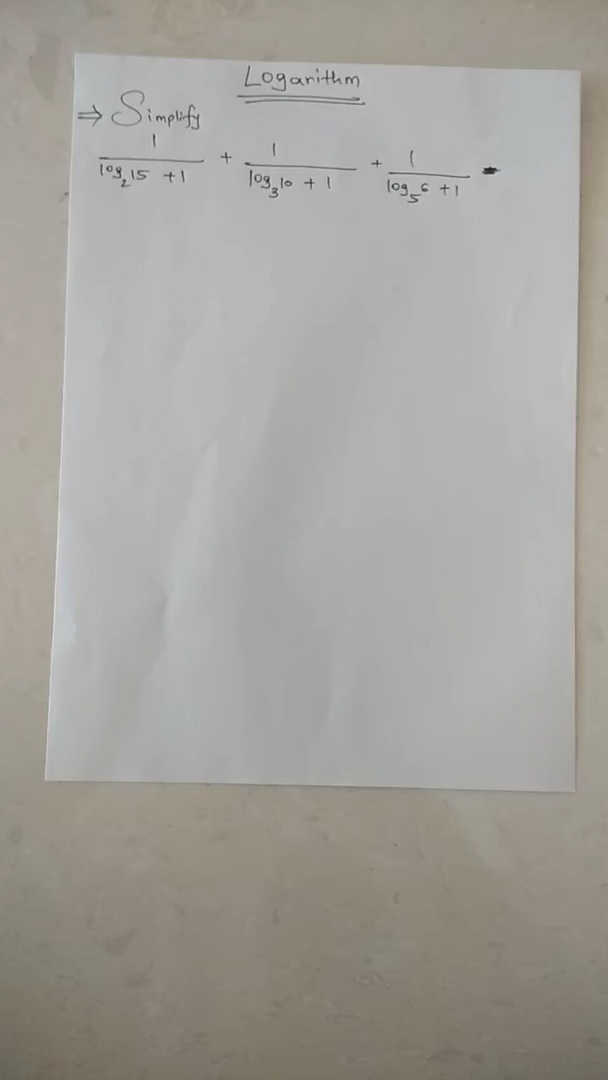 Logarithm
⇒ Simplify
1/(log₂15 + 1) + 1/(log₃10 + 1) + 1/(log₅6 + 1)